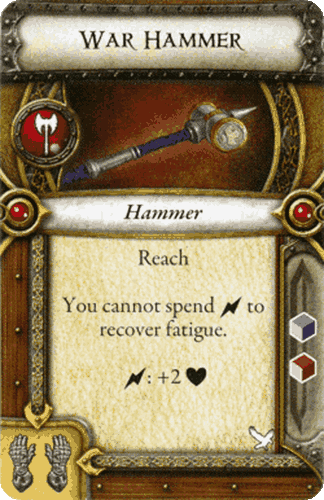 War Hammer
Hammer
Reach
You cannot spend to
recover fatigue.
: +2